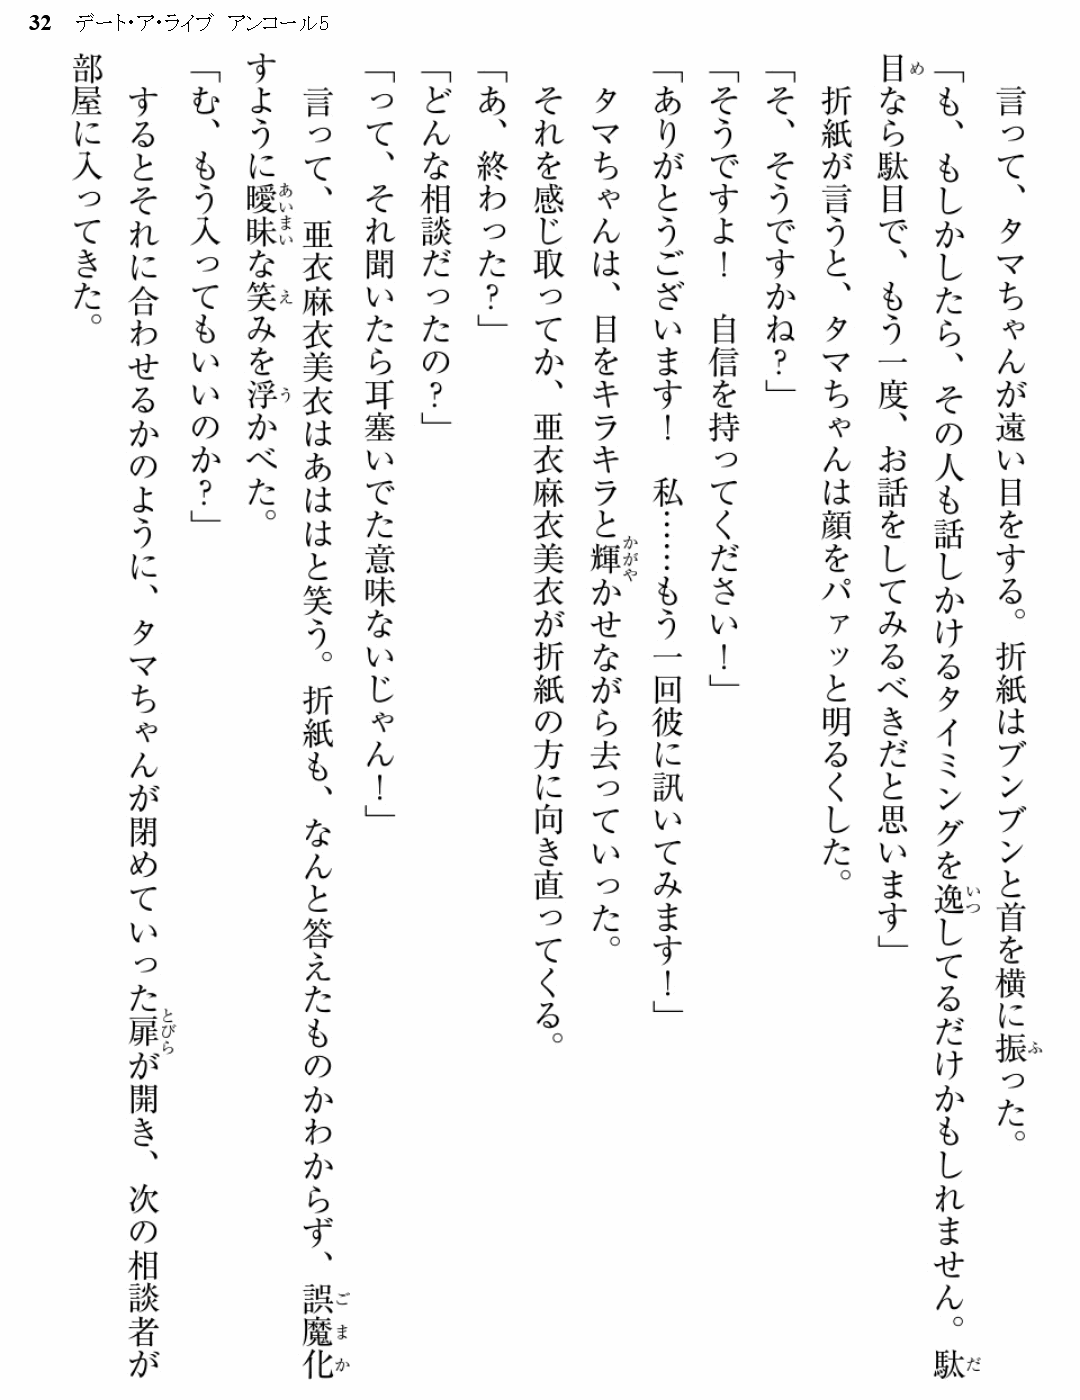 32 デート・ア・ライブ アンコール5
　言って、タマちゃんが遠い目をする。折紙はブンブンと首を横に振った。
「も、もしかしたら、その人も話しかけるタイミングを逸してるだけかもしれません。駄
目なら駄目で、もう一度、お話をしてみるべきだと思います」
　折紙が言うと、タマちゃんは顔をパァッと明るくした。
「そ、そうですかね？」
「そうですよ！　自信を持ってください！」
「ありがとうございます！　私……もう一回彼に訊いてみます！」
　タマちゃんは、目をキラキラと輝かせながら去っていった。
　それを感じ取ってか、亜衣麻衣美衣が折紙の方に向き直ってくる。
「あ、終わった？」
「どんな相談だったの？」
「って、それ聞いたら耳塞いでた意味ないじゃん！」
　言って、亜衣麻衣美衣はあははと笑う。折紙も、なんと答えたものかわからず、誤魔化
すように曖昧な笑みを浮かべた。
「む、もう入ってもいいのか？」
　するとそれに合わせるかのように、タマちゃんが閉めていった扉が開き、次の相談者が
部屋に入ってきた。